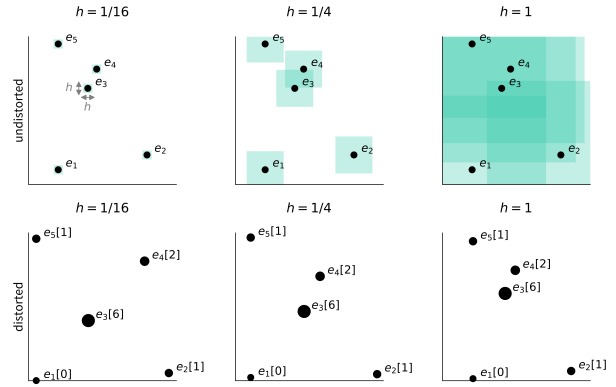 h = 1/16
h = 1/4
h = 1
undistorted
e5
e4
e3
h
h
e1
e2
e5
e4
e3
e1
e2
e5
e4
e3
e1
e2
h = 1/16
h = 1/4
h = 1
distorted
e5[1]
e4[2]
e3[6]
e2[1]
e1[0]
e5[1]
e4[2]
e3[6]
e2[1]
e1[0]
e5[1]
e4[2]
e3[6]
e2[1]
e1[0]